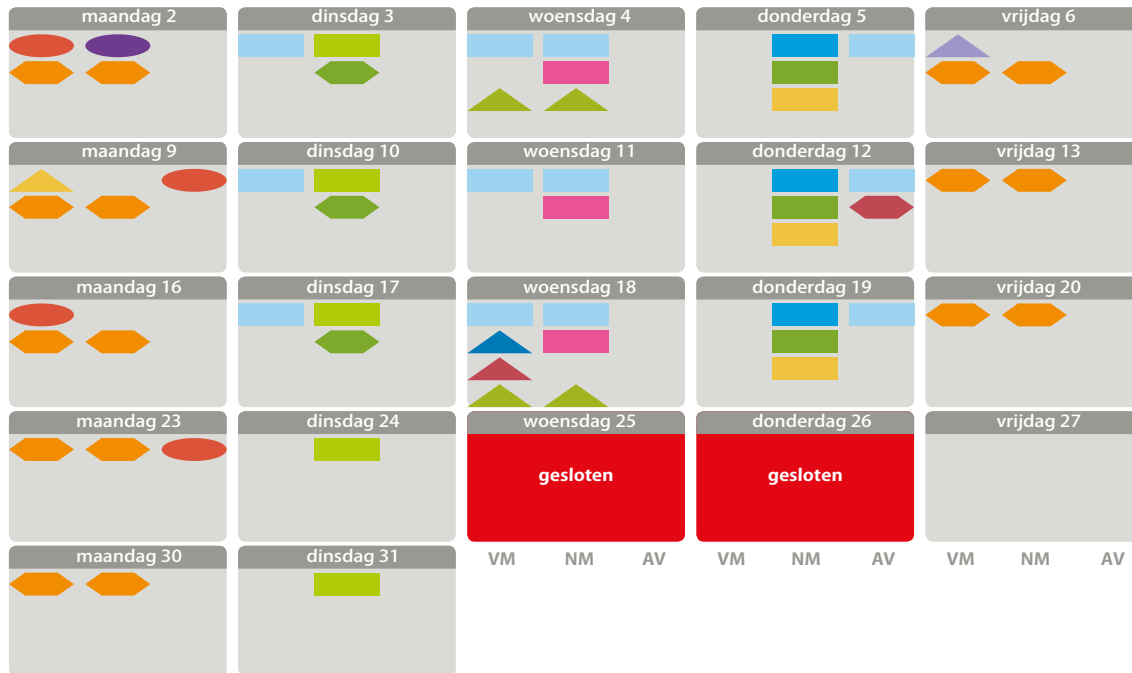 maandag 2
dinsdag 3
woensdag 4
donderdag 5
vrijdag 6
maandag 9
dinsdag 10
woensdag 11
donderdag 12
vrijdag 13
maandag 16
dinsdag 17
woensdag 18
donderdag 19
vrijdag 20
maandag 23
dinsdag 24
woensdag 25
donderdag 26
vrijdag 27
gesloten
gesloten
maandag 30
dinsdag 31
VM NM AV
VM NM AV
VM NM AV